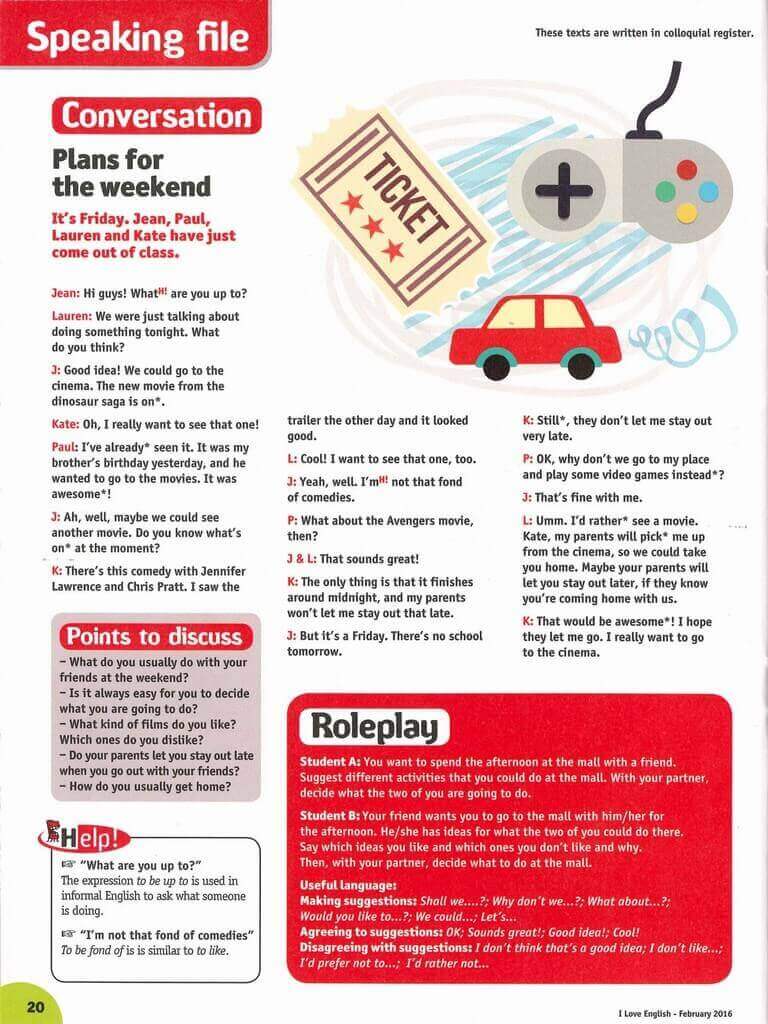 Speaking file
These texts are written in colloquial register.
Conversation
Plans for
the weekend
It's Friday. Jean, Paul,
Lauren and Kate have just
come out of class.
Jean: Hi guys! What^H! are you up to?
Lauren: We were just talking about
doing something tonight. What
do you think?
J: Good idea! We could go to the
cinema. The new movie from the
dinosaur saga is on*.
Kate: Oh, I really want to see that one!
Paul: I've already* seen it. It was my
brother's birthday yesterday, and he
wanted to go to the movies. It was
awesome*!
J: Ah, well, maybe we could see
another movie. Do you know what's
on* at the moment?
K: There's this comedy with Jennifer
Lawrence and Chris Pratt. I saw the
TICKET
trailer the other day and it looked
good.
L: Cool! I want to see that one, too.
J: Yeah, well. I'm^H! not that fond
of comedies.
P: What about the Avengers movie,
then?
J & L: That sounds great!
K: The only thing is that it finishes
around midnight, and my parents
won't let me stay out that late.
J: But it's a Friday. There's no school
tomorrow.
K: Still*, they don't let me stay out
very late.
P: OK, why don't we go to my place
and play some video games instead*?
J: That's fine with me.
L: Umm. I'd rather* see a movie.
Kate, my parents will pick* me up
from the cinema, so we could take
you home. Maybe your parents will
let you stay out later, if they know
you're coming home with us.
K: That would be awesome*! I hope
they let me go. I really want to go
to the cinema.
Points to discuss
– What do you usually do with your
friends at the weekend?
– Is it always easy for you to decide
what you are going to do?
– What kind of films do you like?
Which ones do you dislike?
– Do your parents let you stay out late
when you go out with your friends?
– How do you usually get home?
Help!
☞ "What are you up to?"
The expression to be up to is used in
informal English to ask what someone
is doing.
☞ "I'm not that fond of comedies"
To be fond of is is similar to to like.
Roleplay
Student A: You want to spend the afternoon at the mall with a friend.
Suggest different activities that you could do at the mall. With your partner,
decide what the two of you are going to do.
Student B: Your friend wants you to go to the mall with him/her for
the afternoon. He/she has ideas for what the two of you could do there.
Say which ideas you like and which ones you don't like and why.
Then, with your partner, decide what to do at the mall.
Useful language:
Making suggestions: Shall we....?; Why don't we...?; What about...?;
Would you like to...?; We could...; Let's...
Agreeing to suggestions: OK; Sounds great!; Good idea!; Cool!
Disagreeing with suggestions: I don't think that's a good idea; I don't like...;
I'd prefer not to...; I'd rather not...
20
I Love English - February 2016